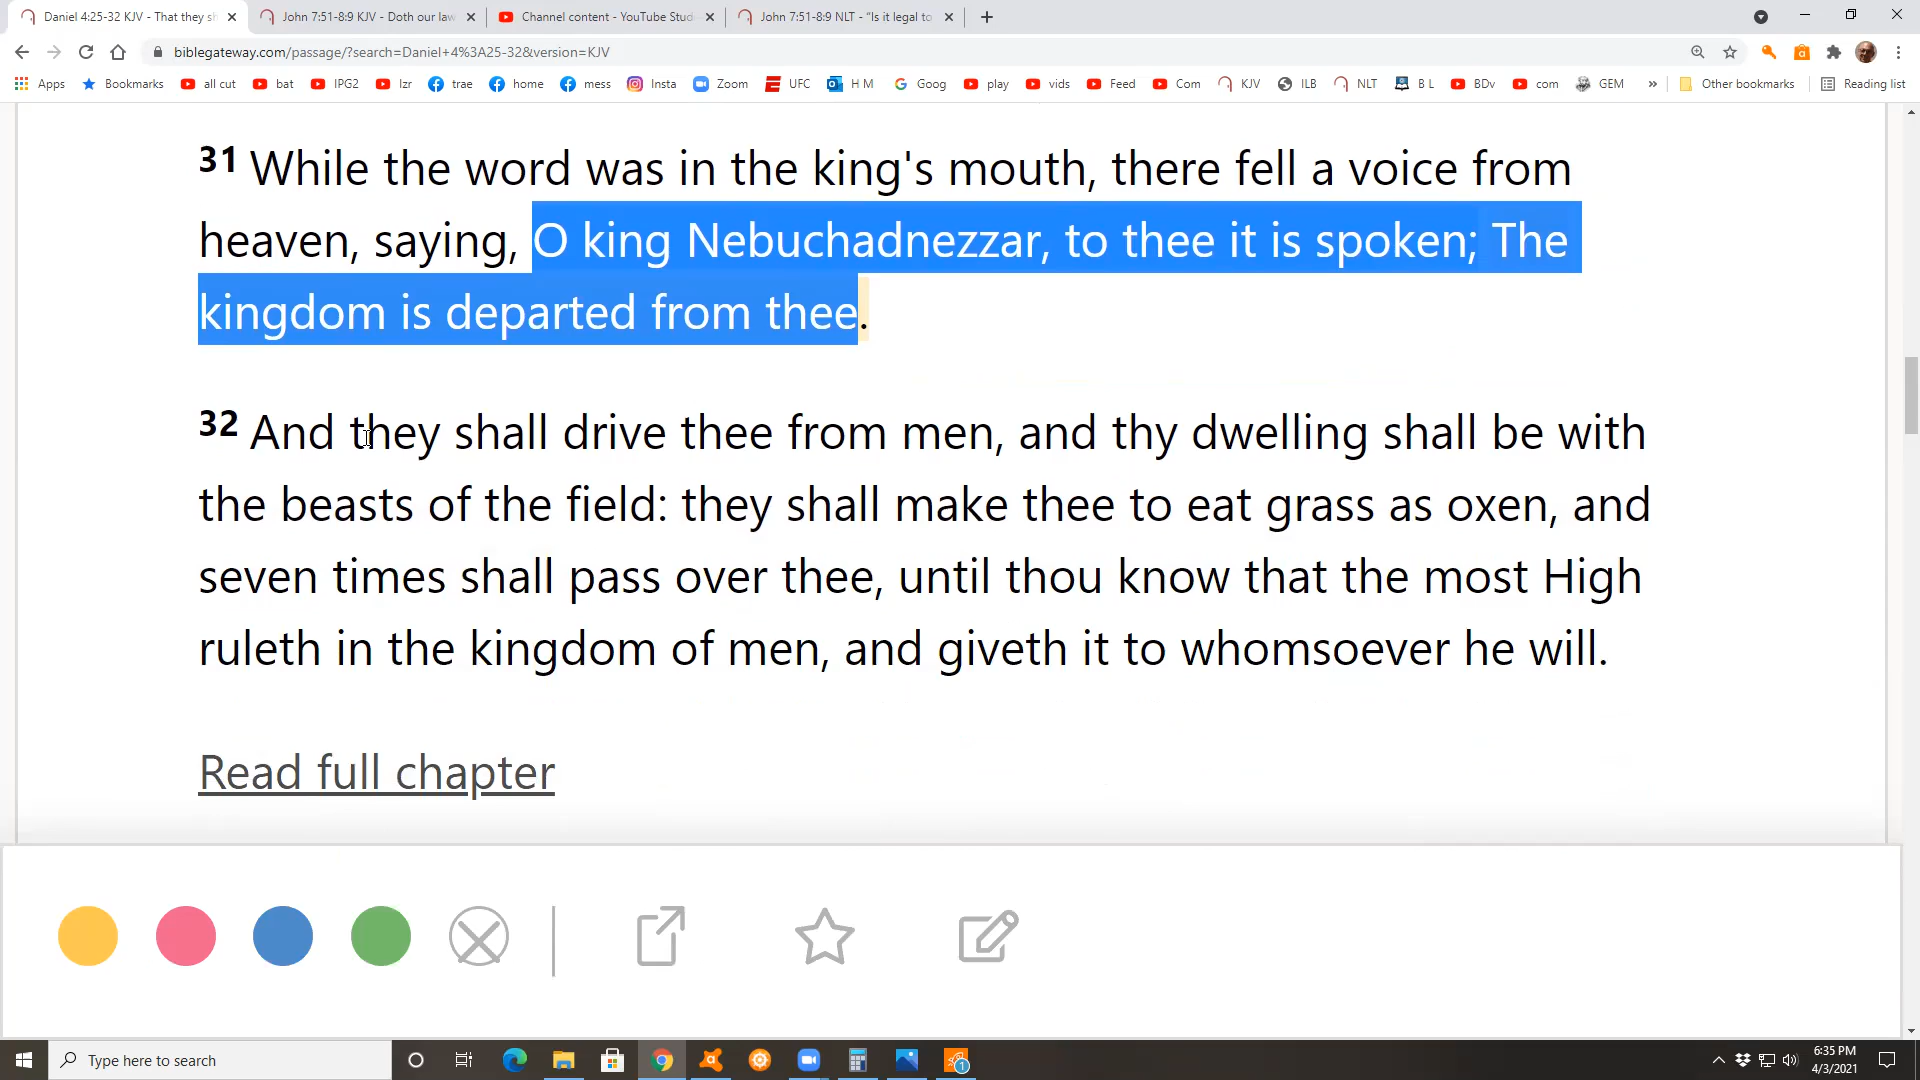 Daniel 4:25-32 KJV - That they sh
John 7:51-8:9 KJV - Doth our law
Channel content - YouTube Stud
John 7:51-8:9 NLT - "Is it legal to
biblegateway.com/passage/?search=Daniel+4%3A25-32&version=KJV
Apps Bookmarks all cut bat IPG2 lzr trae home mess Insta Zoom UFC H M Goog play vids Feed Com KJV ILB NLT B L BDv com GEM » Other bookmarks Reading list
31 While the word was in the king's mouth, there fell a voice from
heaven, saying, O king Nebuchadnezzar, to thee it is spoken; The
kingdom is departed from thee.
32 And they shall drive thee from men, and thy dwelling shall be with
the beasts of the field: they shall make thee to eat grass as oxen, and
seven times shall pass over thee, until thou know that the most High
ruleth in the kingdom of men, and giveth it to whomsoever he will.
Read full chapter
Type here to search
1
6:35 PM
4/3/2021